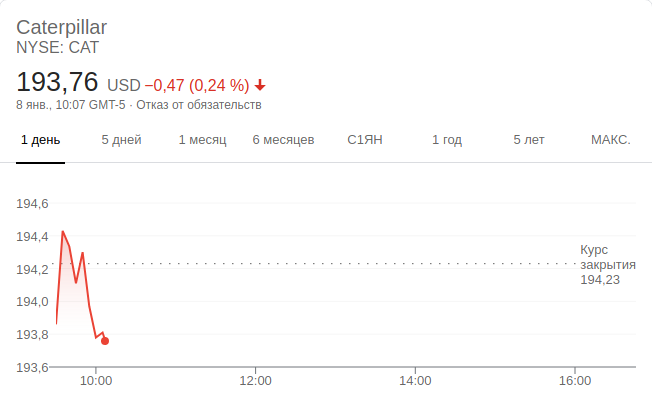 Caterpillar
NYSE: CAT
193,76 USD −0,47 (0,24 %)
8 янв., 10:07 GMT-5 · Отказ от обязательств
1 день 5 дней 1 месяц 6 месяцев С1ЯН 1 год 5 лет МАКС.
194,6
194,4
194,2
194,0
193,8
193,6
Курс
закрытия
194,23
10:00 12:00 14:00 16:00